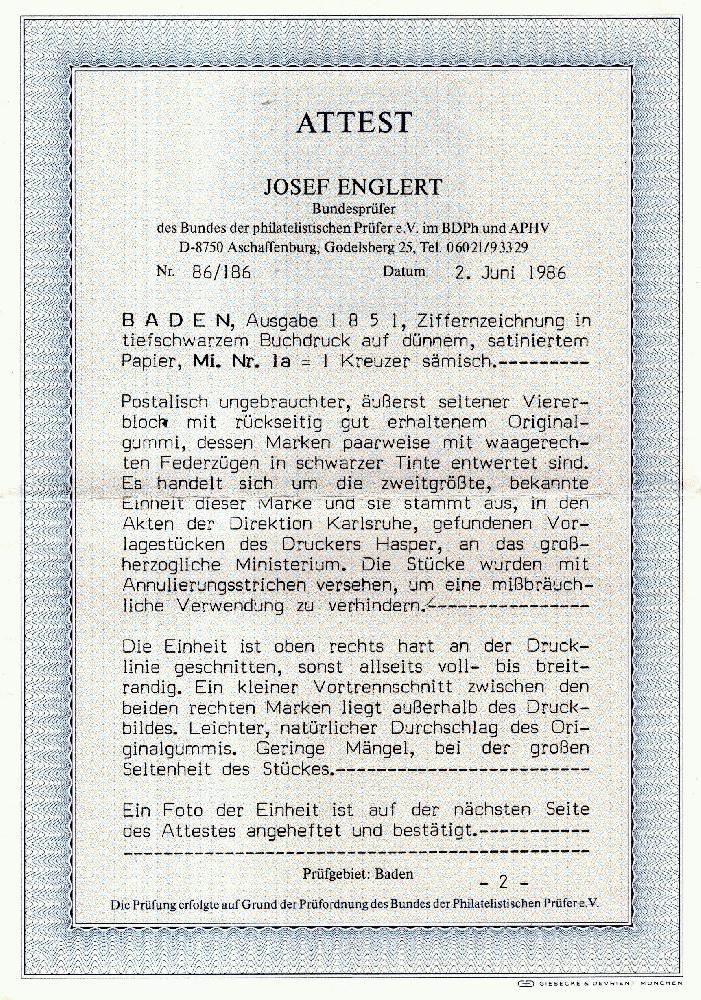 ATTEST
JOSEF ENGLERT
Bundesprüfer
des Bundes der philatelistischen Prüfer e.V. im BDPh und APHV
D-8750 Aschaffenburg, Godelsberg 25, Tel. 06021/93329
Nr. 86/186 Datum 2. Juni 1986
B A D E N, Ausgabe 1 8 5 1, Ziffernzeichnung in
tiefschwarzem Buchdruck auf dünnem, satiniertem
Papier, Mi. Nr. 1a = 1 Kreuzer sämisch.---------
Postalisch ungebrauchter, äußerst seltener Vierer-
block mit rückseitig gut erhaltenem Original-
gummi, dessen Marken paarweise mit waagerech-
ten Federzügen in schwarzer Tinte entwertet sind.
Es handelt sich um die zweitgrößte, bekannte
Einheit dieser Marke und sie stammt aus, in den
Akten der Direktion Karlsruhe, gefundenen Vor-
lagestücken des Druckers Hasper, an das groß-
herzogliche Ministerium. Die Stücke wurden mit
Annulierungsstrichen versehen, um eine mißbräuch-
liche Verwendung zu verhindern.----------------
Die Einheit ist oben rechts hart an der Druck-
linie geschnitten, sonst allseits voll- bis breit-
randig. Ein kleiner Vortrennschnitt zwischen den
beiden rechten Marken liegt außerhalb des Druck-
bildes. Leichter, natürlicher Durchschlag des Ori-
ginalgummis. Geringe Mängel, bei der großen
Seltenheit des Stückes.-------------------------
Ein Foto der Einheit ist auf der nächsten Seite
des Attestes angeheftet und bestätigt.-----------
----------------------------------------------
Prüfgebiet: Baden
- 2 -
Die Prüfung erfolgte auf Grund der Prüfordnung des Bundes der Philatelistischen Prüfer e.V.
GIESECKE & DEVRIENT MÜNCHEN